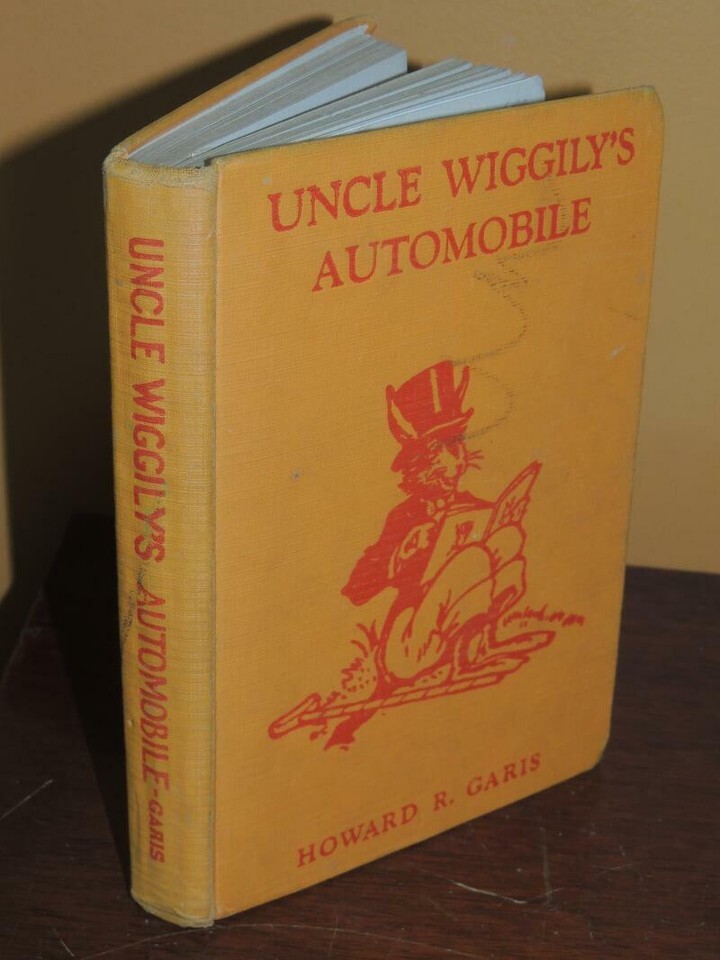 UNCLE WIGGILY'S
AUTOMOBILE
HOWARD R. GARIS
UNCLE WIGGILY'S AUTOMOBILE-GARIS